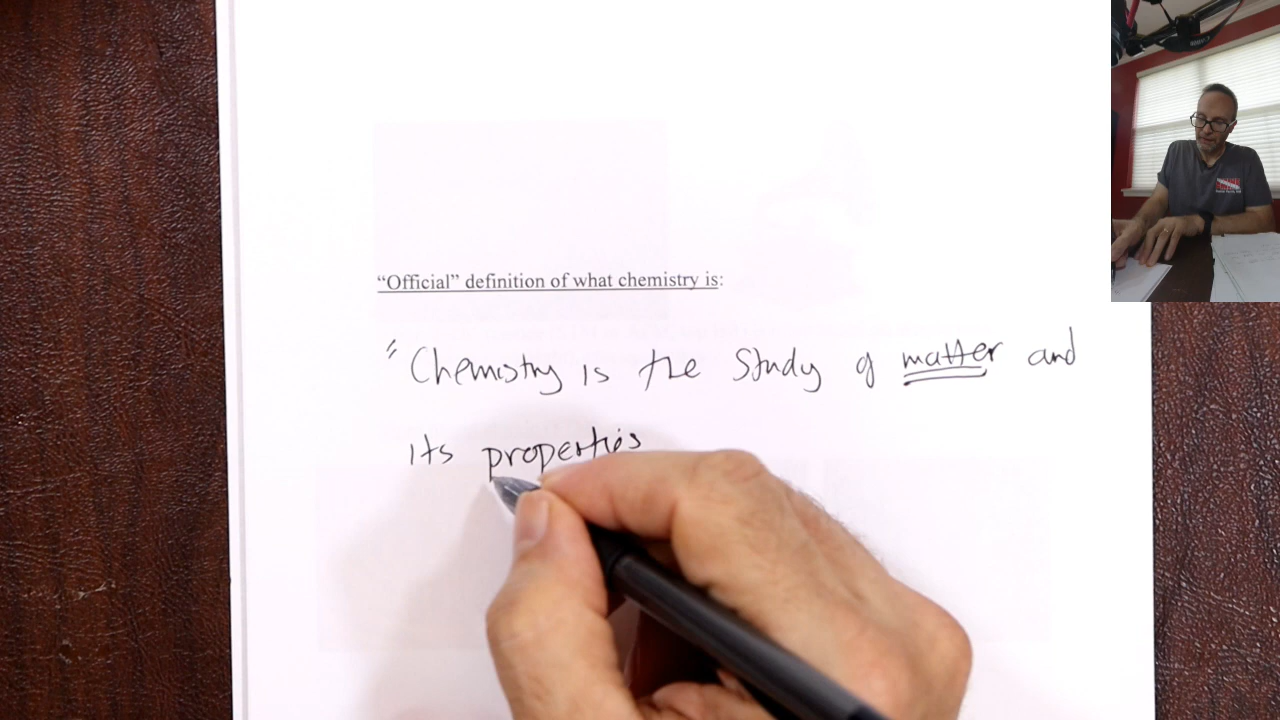 “Official” definition of what chemistry is:
" Chemistry is the study of matter and
its properties